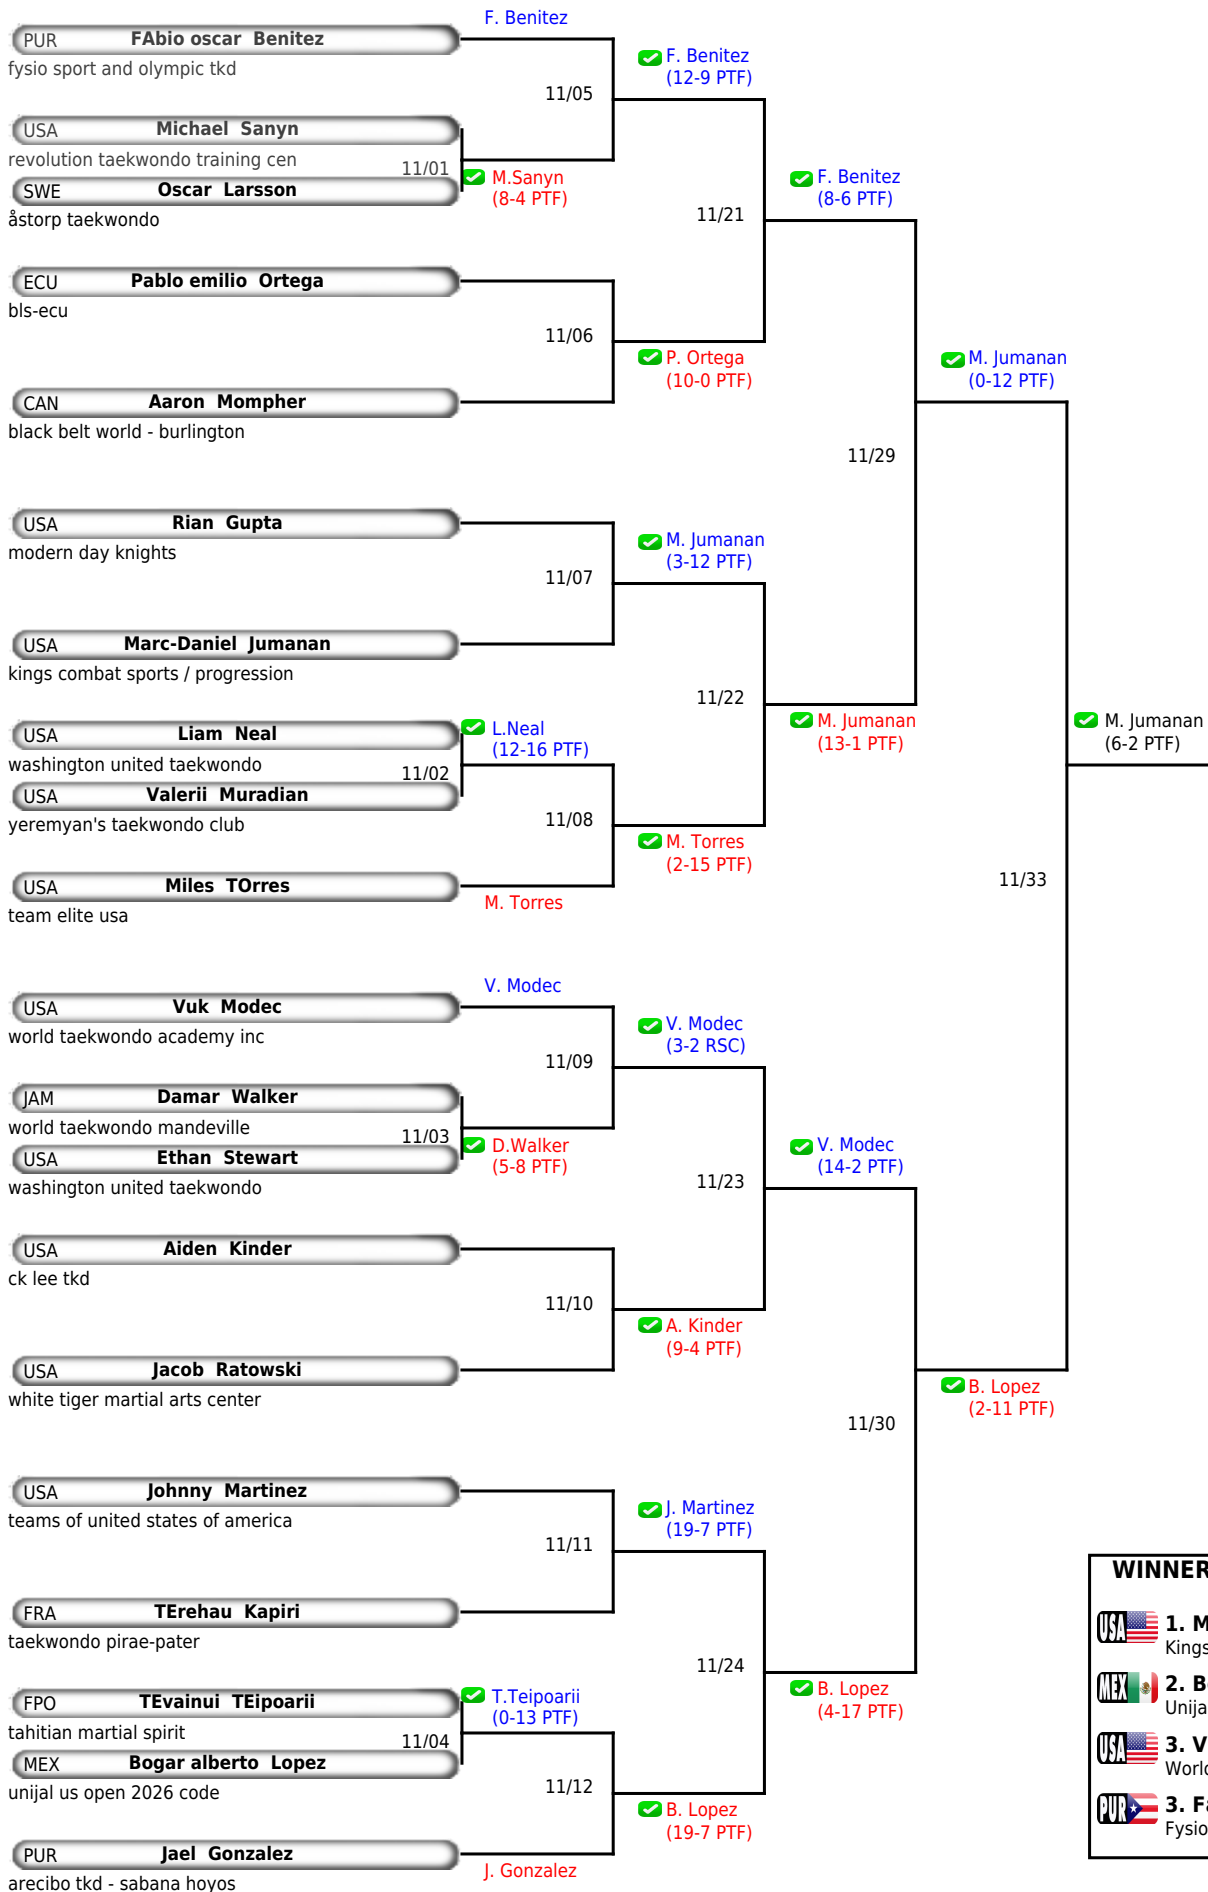 F. Benitez
PUR FAbio oscar Benitez
fysio sport and olympic tkd
F. Benitez
(12-9 PTF)
11/05
USA Michael Sanyn
revolution taekwondo training cen
11/01
M.Sanyn
(8-4 PTF)
SWE Oscar Larsson
åstorp taekwondo
F. Benitez
(8-6 PTF)
11/21
ECU Pablo emilio Ortega
bls-ecu
11/06
P. Ortega
(10-0 PTF)
CAN Aaron Mompher
black belt world - burlington
M. Jumanan
(0-12 PTF)
11/29
USA Rian Gupta
modern day knights
M. Jumanan
(3-12 PTF)
11/07
USA Marc-Daniel Jumanan
kings combat sports / progression
11/22
M. Jumanan
(13-1 PTF)
USA Liam Neal
washington united taekwondo
L.Neal
(12-16 PTF)
11/02
USA Valerii Muradian
yeremyan's taekwondo club
11/08
M. Torres
(2-15 PTF)
USA Miles TOrres
team elite usa
M. Torres
M. Jumanan
(6-2 PTF)
11/33
V. Modec
USA Vuk Modec
world taekwondo academy inc
V. Modec
(3-2 RSC)
11/09
JAM Damar Walker
world taekwondo mandeville
11/03
D.Walker
(5-8 PTF)
USA Ethan Stewart
washington united taekwondo
V. Modec
(14-2 PTF)
11/23
USA Aiden Kinder
ck lee tkd
11/10
A. Kinder
(9-4 PTF)
USA Jacob Ratowski
white tiger martial arts center
B. Lopez
(2-11 PTF)
11/30
USA Johnny Martinez
teams of united states of america
J. Martinez
(19-7 PTF)
11/11
FRA TErehau Kapiri
taekwondo pirae-pater
11/24
B. Lopez
(4-17 PTF)
FPO TEvainui TEipoarii
tahitian martial spirit
T.Teipoarii
(0-13 PTF)
11/04
MEX Bogar alberto Lopez
unijal us open 2026 code
11/12
B. Lopez
(19-7 PTF)
PUR Jael Gonzalez
arecibo tkd - sabana hoyos
J. Gonzalez
WINNER
USA 1. M
Kings
MEX 2. B
Unija
USA 3. V
World
PUR 3. Fa
Fysio